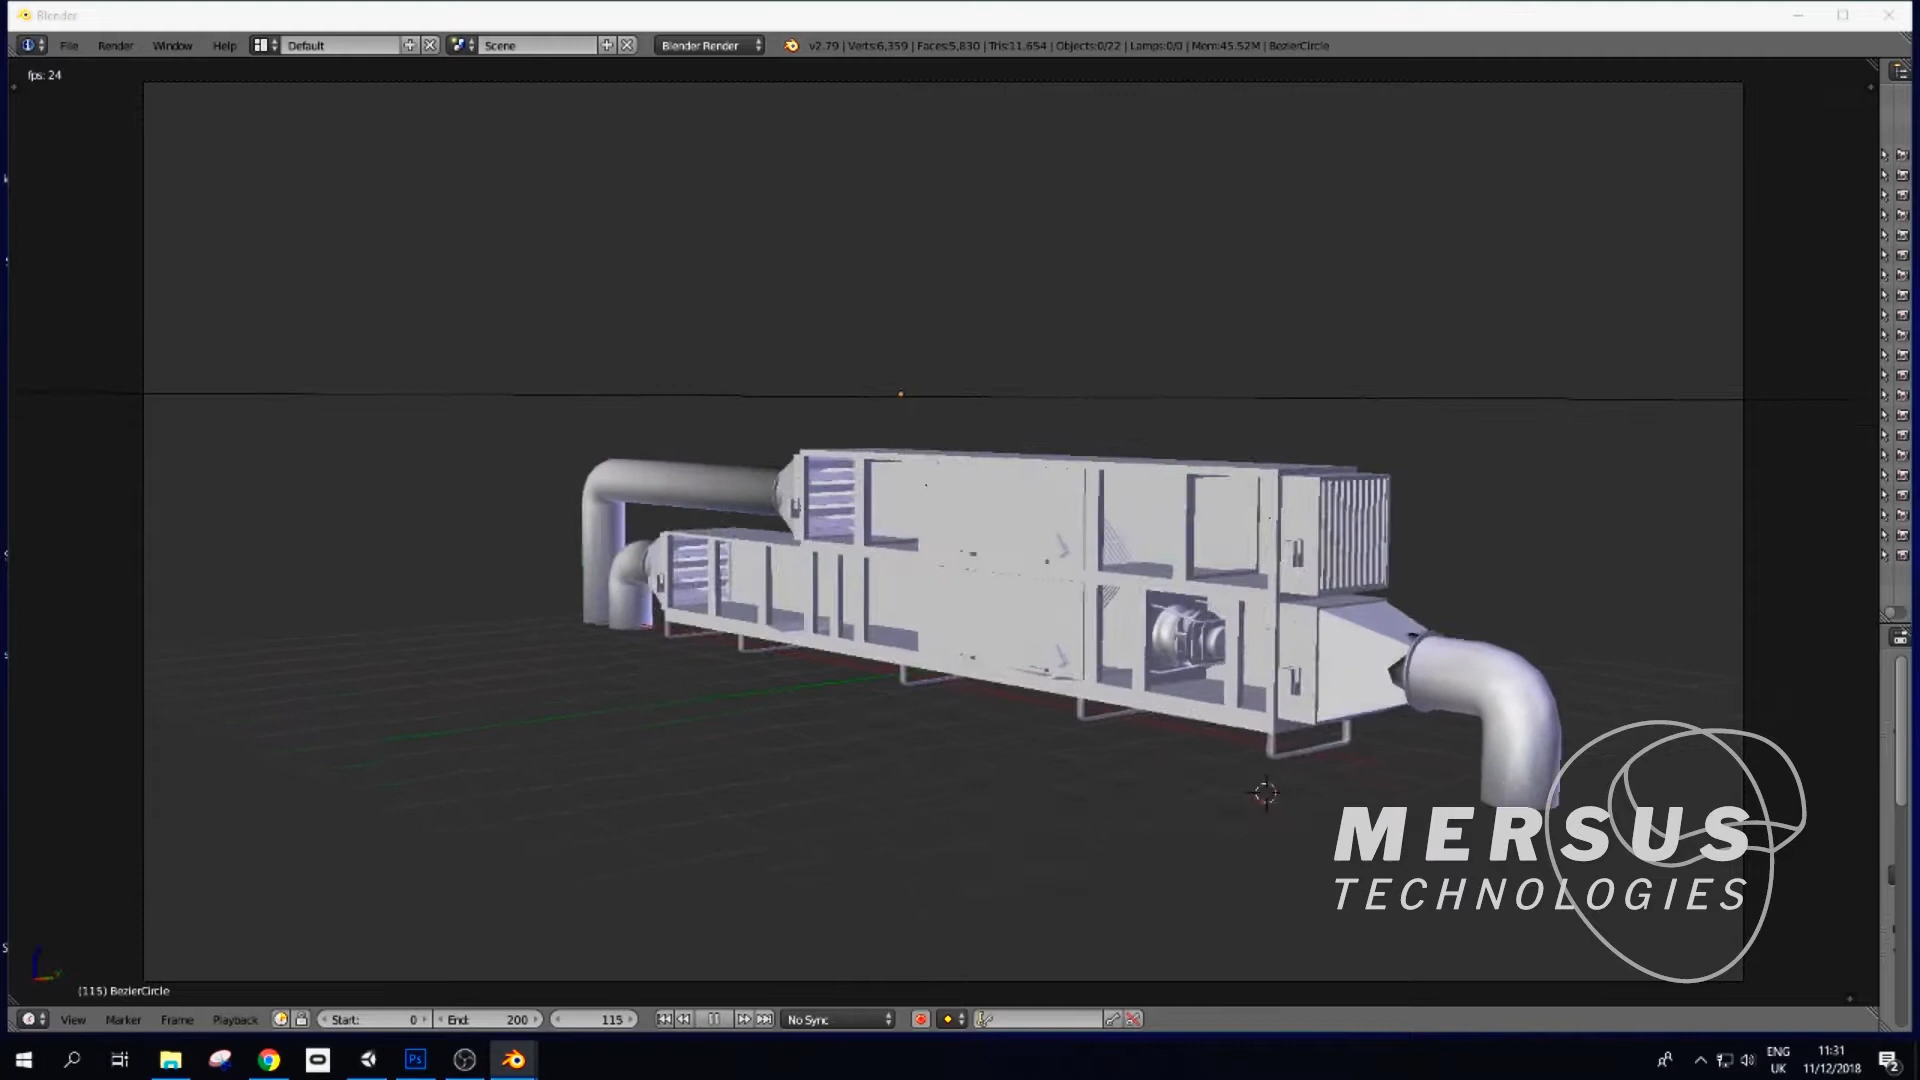 Blender
File Render Window Help Default Scene Blender Render v2.79 | Verts:6,359 | Faces:5,830 | Tris:11,654 | Objects:0/22 | Lamps:0/0 | Mem:45.52M | BezierCircle
fps: 24
MERSUS
TECHNOLOGIES
(115) BezierCircle
View Marker Frame Playback Start: 0 End: 200 115 No Sync
Ps
ENG
UK
11:31
11/12/2018
2